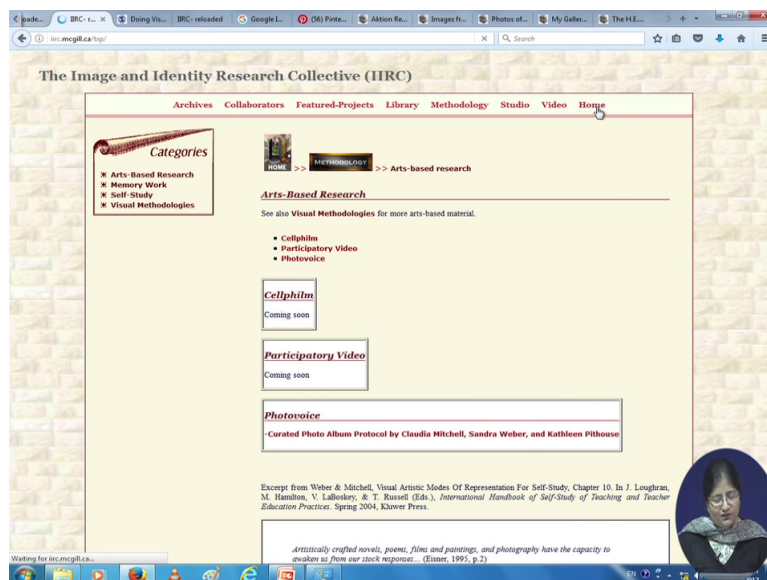 pade...
IIRC- r...
Doing Vis...
IIRC- reloaded
Google I...
(56) Pinte...
Aktion Re...
Images fr...
Photos of...
My Galler...
The H.E....
iirc.mcgill.ca/txp/
Search
The Image and Identity Research Collective (IIRC)
Archives Collaborators Featured-Projects Library Methodology Studio Video Home
Categories
Arts-Based Research
Memory Work
Self-Study
Visual Methodologies
HOME >> METHODOLOGY >> Arts-based research
Arts-Based Research
See also Visual Methodologies for more arts-based material.
Cellphilm
Participatory Video
Photovoice
Cellphilm
Coming soon
Participatory Video
Coming soon
Photovoice
-Curated Photo Album Protocol by Claudia Mitchell, Sandra Weber, and Kathleen Pithouse
Excerpt from Weber & Mitchell, Visual Artistic Modes Of Representation For Self-Study, Chapter 10. In J. Loughran,
M. Hamilton, V. LaBoskey, & T. Russell (Eds.), International Handbook of Self-Study of Teaching and Teacher
Education Practices. Spring 2004, Kluwer Press.
Artistically crafted novels, poems, films and paintings, and photography have the capacity to
awaken us from our stock responses... (Eisner, 1995, p.2)
Waiting for iirc.mcgill.ca...
EN